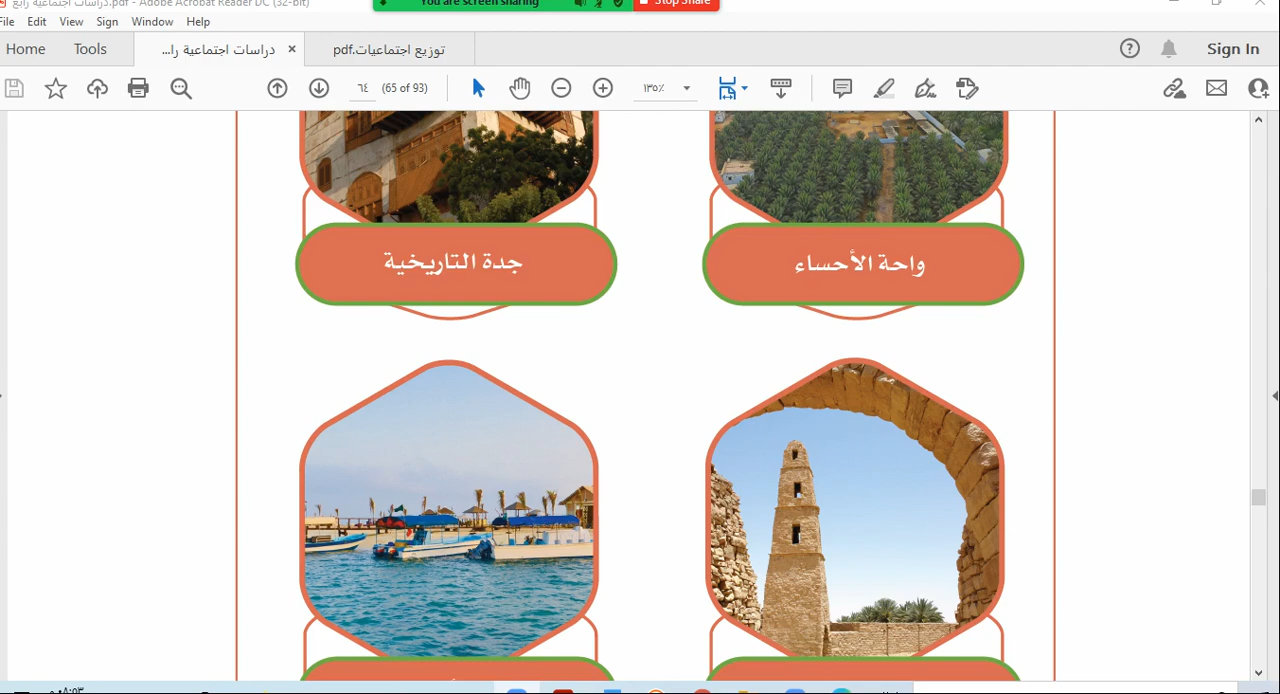 دراسات اجتماعية رابع.pdf - Adobe Acrobat Reader DC (32-bit)
You are screen sharing
Stop Share
File Edit View Sign Window Help
Home Tools
دراسات اجتماعية را...
توزيع اجتماعيات.pdf
Sign In
٦٤ (65 of 93)
١٣٥٪
واحة الأحساء
جدة التاريخية